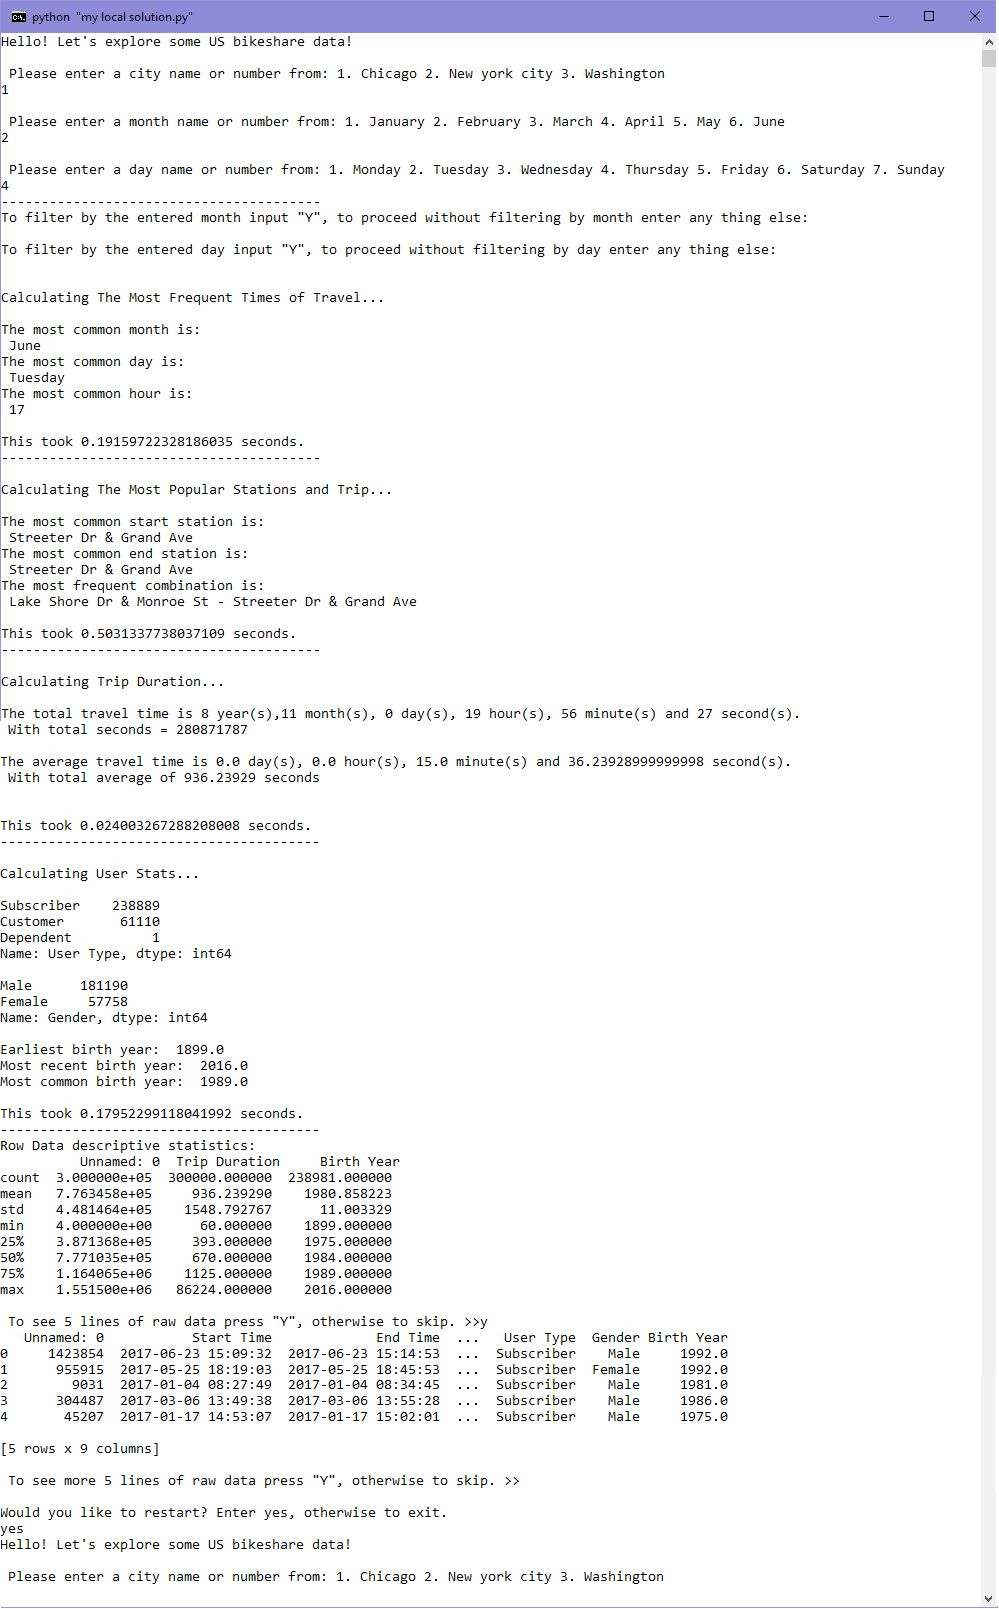 python  "my local solution.py"
Hello! Let's explore some US bikeshare data!
Please enter a city name or number from: 1. Chicago 2. New york city 3. Washington
1
Please enter a month name or number from: 1. January 2. February 3. March 4. April 5. May 6. June
2
Please enter a day name or number from: 1. Monday 2. Tuesday 3. Wednesday 4. Thursday 5. Friday 6. Saturday 7. Sunday
4
----------------------------------------
To filter by the entered month input "Y", to proceed without filtering by month enter any thing else:
To filter by the entered day input "Y", to proceed without filtering by day enter any thing else:
Calculating The Most Frequent Times of Travel...
The most common month is:
June
The most common day is:
Tuesday
The most common hour is:
17
This took 0.19159722328186035 seconds.
----------------------------------------
Calculating The Most Popular Stations and Trip...
The most common start station is:
Streeter Dr & Grand Ave
The most common end station is:
Streeter Dr & Grand Ave
The most frequent combination is:
Lake Shore Dr & Monroe St - Streeter Dr & Grand Ave
This took 0.5031337738037109 seconds.
----------------------------------------
Calculating Trip Duration...
The total travel time is 8 year(s),11 month(s), 0 day(s), 19 hour(s), 56 minute(s) and 27 second(s).
With total seconds = 280871787
The average travel time is 0.0 day(s), 0.0 hour(s), 15.0 minute(s) and 36.23928999999998 second(s).
With total average of 936.23929 seconds
This took 0.024003267288208008 seconds.
----------------------------------------
Calculating User Stats...
Subscriber    238889
Customer       61110
Dependent          1
Name: User Type, dtype: int64
Male      181190
Female     57758
Name: Gender, dtype: int64
Earliest birth year:  1899.0
Most recent birth year:  2016.0
Most common birth year:  1989.0
This took 0.17952299118041992 seconds.
----------------------------------------
Row Data descriptive statistics:
Unnamed: 0  Trip Duration     Birth Year
count  3.000000e+05  300000.000000  238981.000000
mean   7.763458e+05     936.239290    1980.858223
std    4.481464e+05    1548.792767      11.003329
min    4.000000e+00      60.000000    1899.000000
25%    3.871368e+05     393.000000    1975.000000
50%    7.771035e+05     670.000000    1984.000000
75%    1.164065e+06    1125.000000    1989.000000
max    1.551500e+06   86224.000000    2016.000000
To see 5 lines of raw data press "Y", otherwise to skip. >>y
Unnamed: 0           Start Time             End Time  ...   User Type  Gender Birth Year
0     1423854  2017-06-23 15:09:32  2017-06-23 15:14:53  ...  Subscriber    Male     1992.0
1      955915  2017-05-25 18:19:03  2017-05-25 18:45:53  ...  Subscriber  Female     1992.0
2        9031  2017-01-04 08:27:49  2017-01-04 08:34:45  ...  Subscriber    Male     1981.0
3      304487  2017-03-06 13:49:38  2017-03-06 13:55:28  ...  Subscriber    Male     1986.0
4       45207  2017-01-17 14:53:07  2017-01-17 15:02:01  ...  Subscriber    Male     1975.0
[5 rows x 9 columns]
To see more 5 lines of raw data press "Y", otherwise to skip. >>
Would you like to restart? Enter yes, otherwise to exit.
yes
Hello! Let's explore some US bikeshare data!
Please enter a city name or number from: 1. Chicago 2. New york city 3. Washington